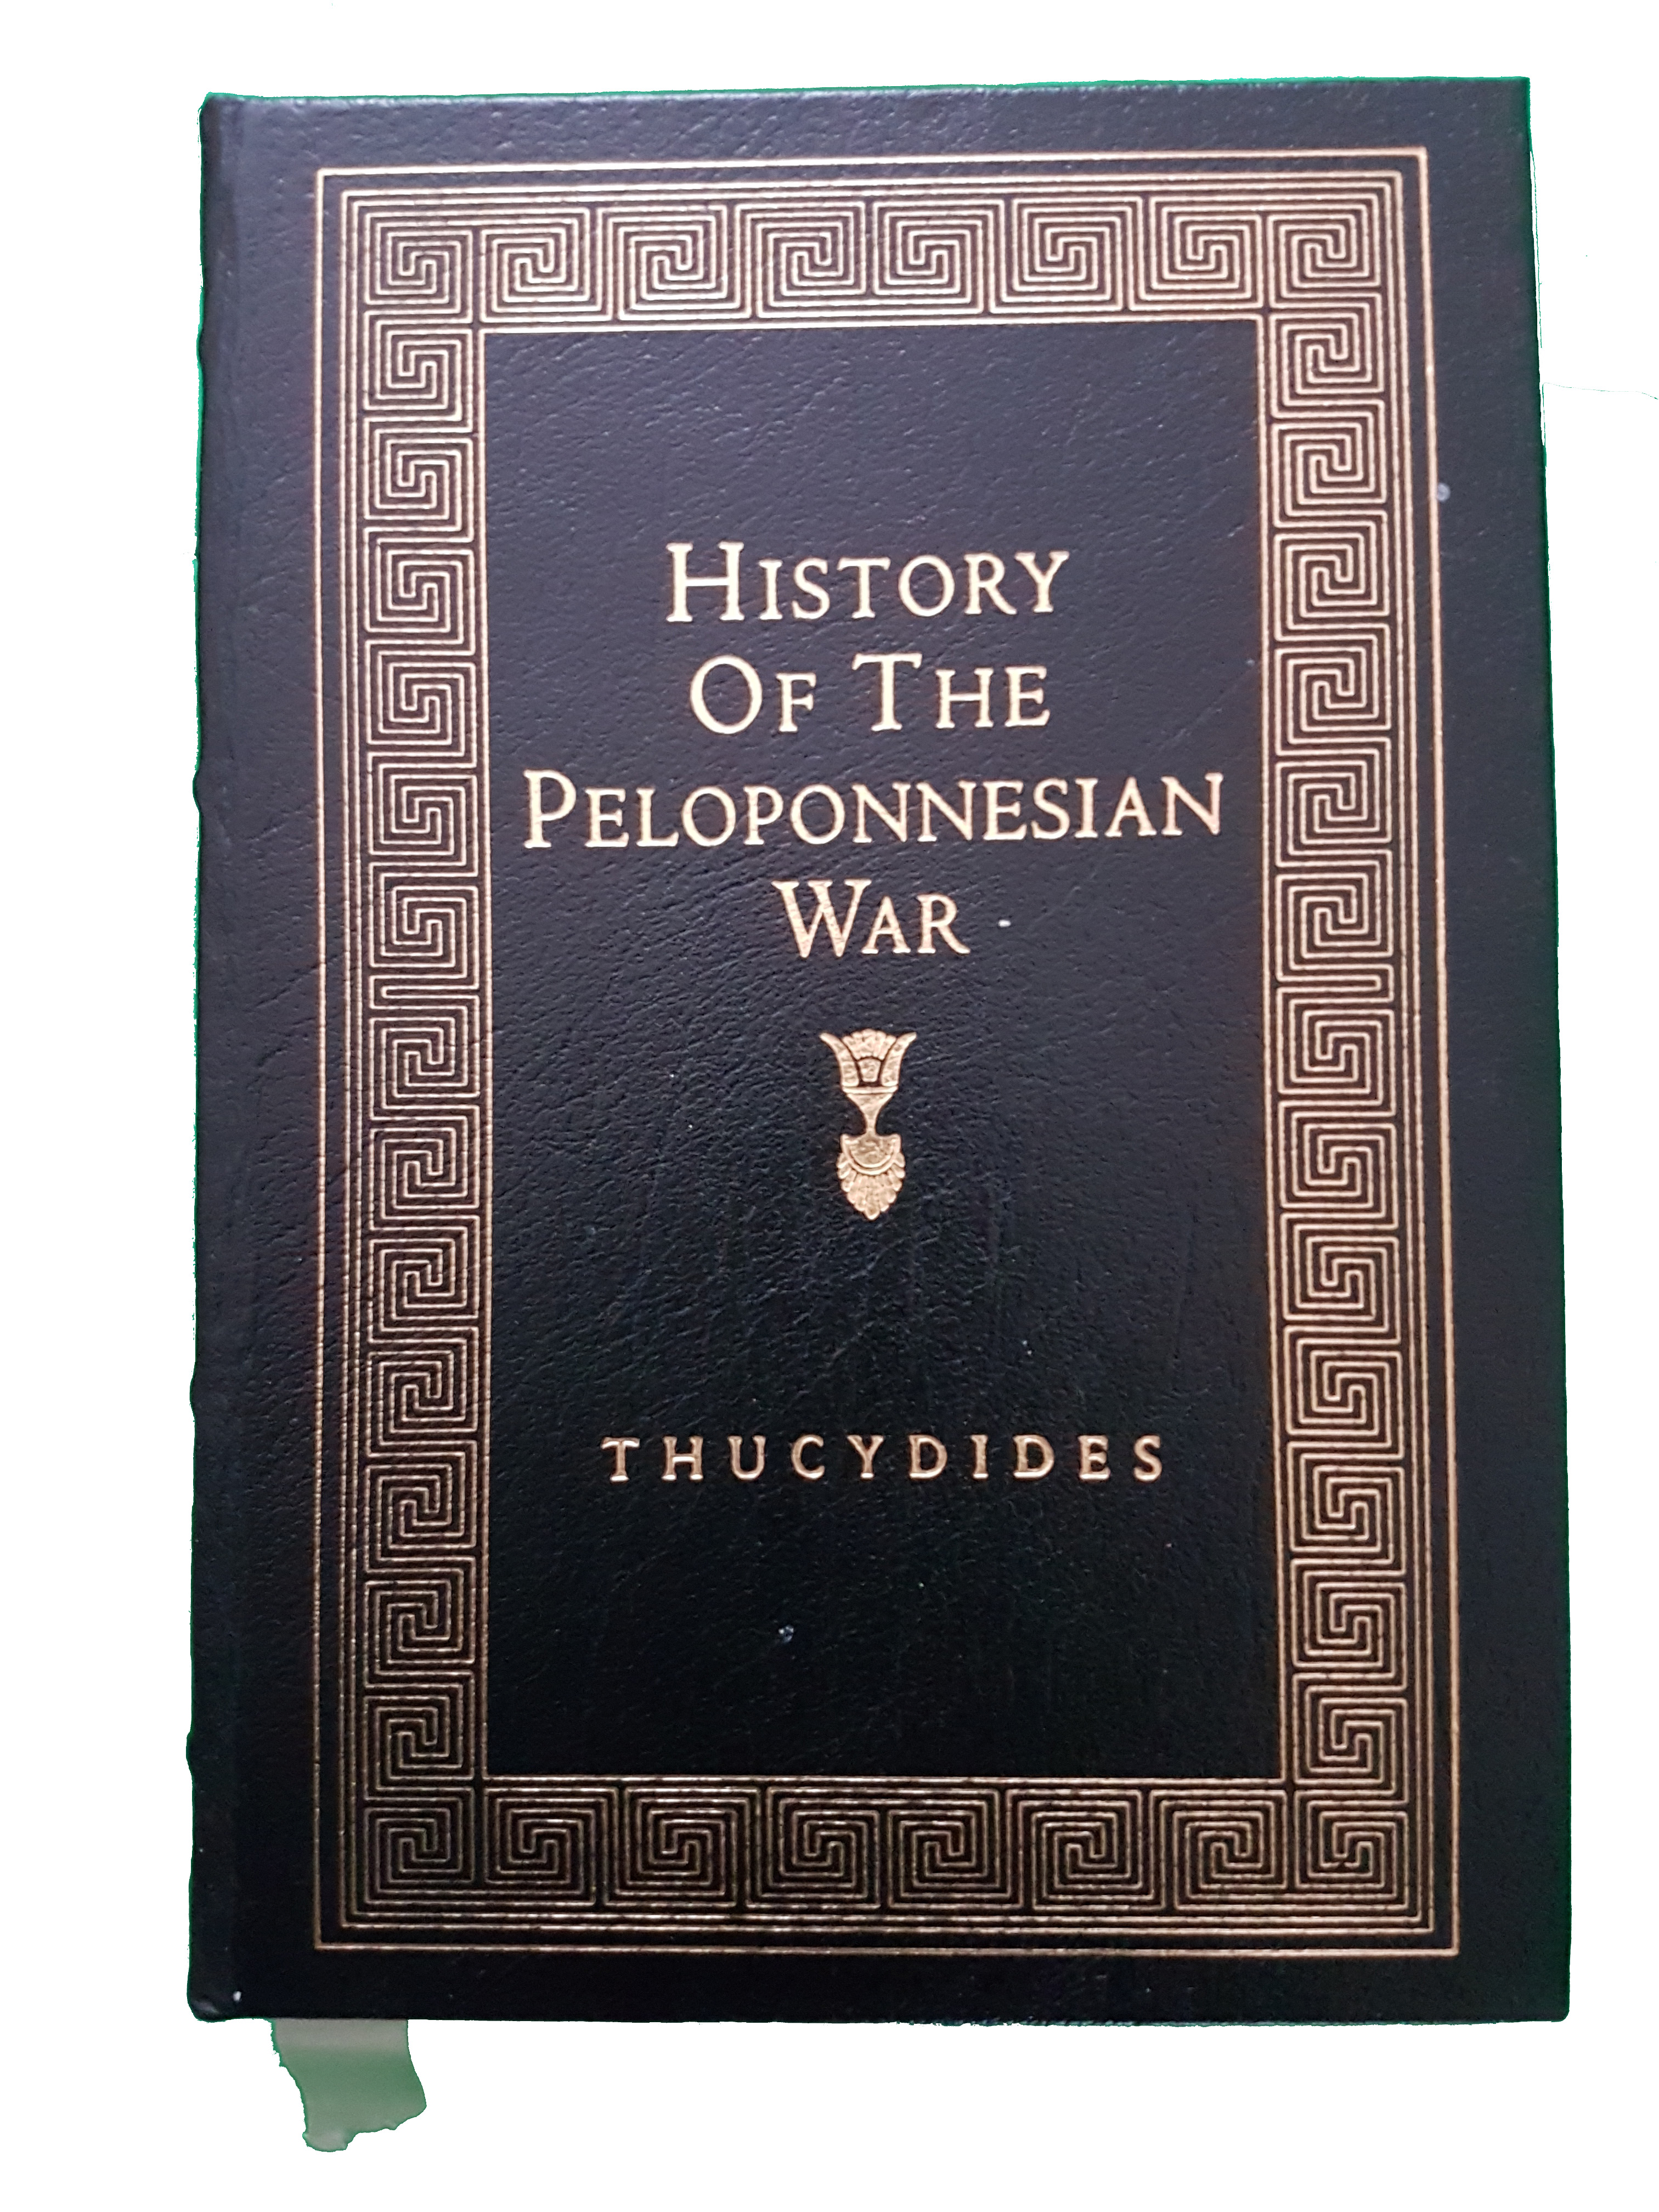 History
Of The
Peloponnesian
War
THUCYDIDES